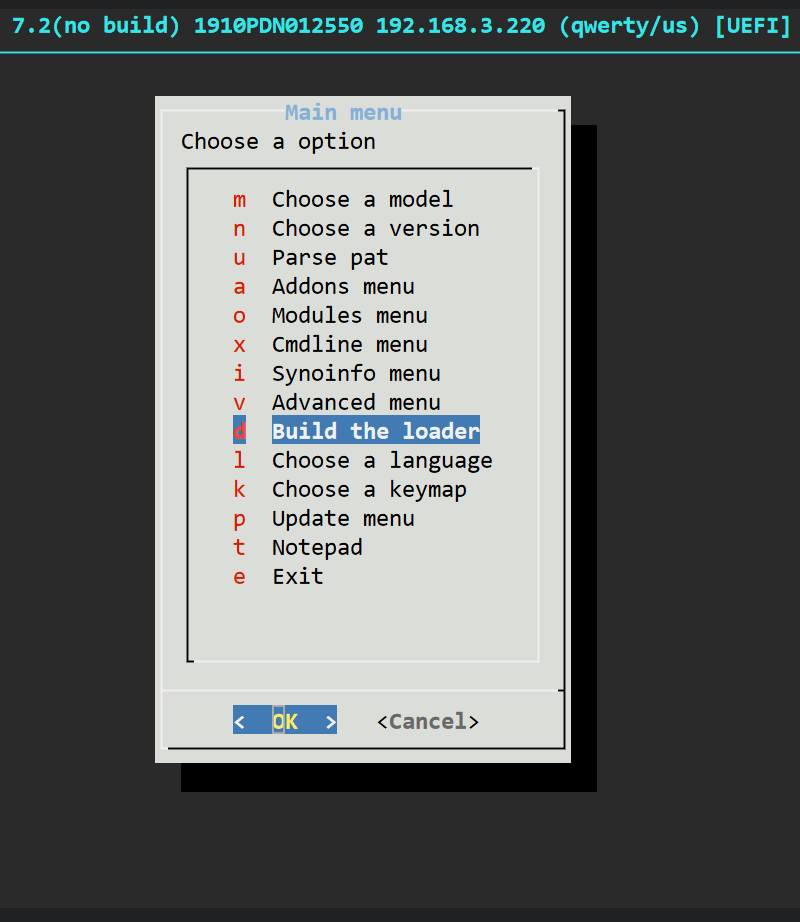 7.2(no build) 1910PDN012550 192.168.3.220 (qwerty/us) [UEFI]
Main menu
Choose a option
m Choose a model
n Choose a version
u Parse pat
a Addons menu
o Modules menu
x Cmdline menu
i Synoinfo menu
v Advanced menu
d Build the loader
l Choose a language
k Choose a keymap
p Update menu
t Notepad
e Exit
< OK > <Cancel>